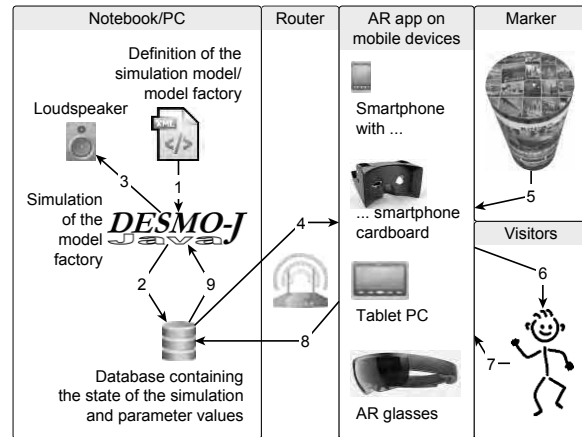 Notebook/PC
Router
AR app on
mobile devices
Marker
Definition of the
simulation model/
model factory
Loudspeaker
XML
</>
Smartphone
with ...
3
1
5
Simulation
of the
model
factory
DESMO-J
Java
4
... smartphone
cardboard
Visitors
2
9
6
Tablet PC
8
7
Database containing
the state of the simulation
and parameter values
AR glasses